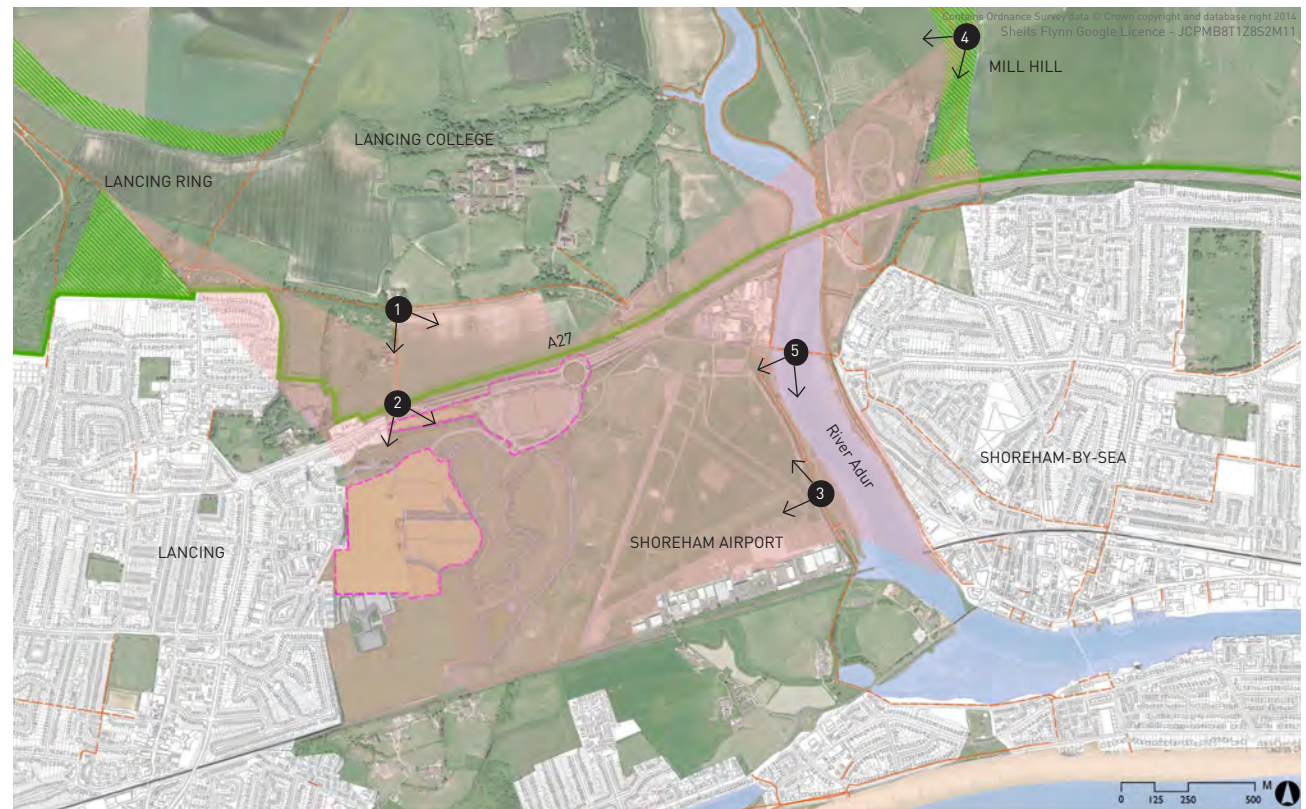 Contains Ordnance Survey data © Crown copyright and database right 2014
Sheils Flynn Google Licence - JCPMB8T1Z8S2M11
4
MILL HILL
LANCING COLLEGE
LANCING RING
1
A27
5
2
River Adur
SHOREHAM-BY-SEA
3
SHOREHAM AIRPORT
LANCING
M
0 125 250 500